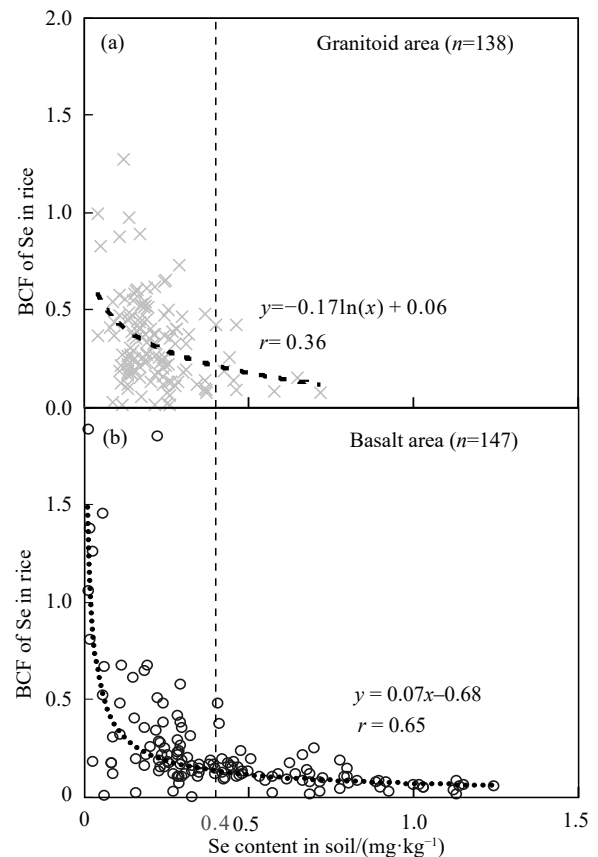 2.0
(a)
Granitoid area (n=138)
1.5
1.0
BCF of Se in rice
0.5
y=−0.17ln(x) + 0.06
r= 0.36
0.0
(b)
Basalt area (n=147)
1.5
1.0
BCF of Se in rice
0.5
y = 0.07x–0.68
r = 0.65
0
0 0.4 0.5 1.0 1.5
Se content in soil/(mg·kg⁻¹)